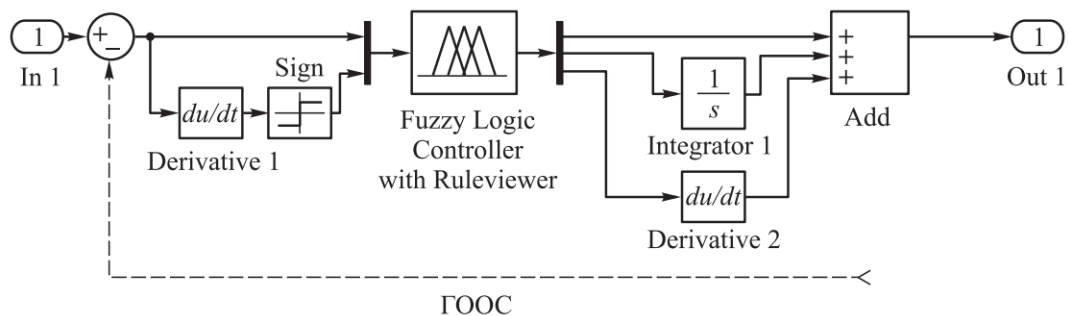 1
+
−
In 1
du/dt
Derivative 1
Sign
Fuzzy Logic
Controller
with Ruleviewer
1
s
Integrator 1
du/dt
Derivative 2
+
+
+
Add
1
Out 1
ГООС